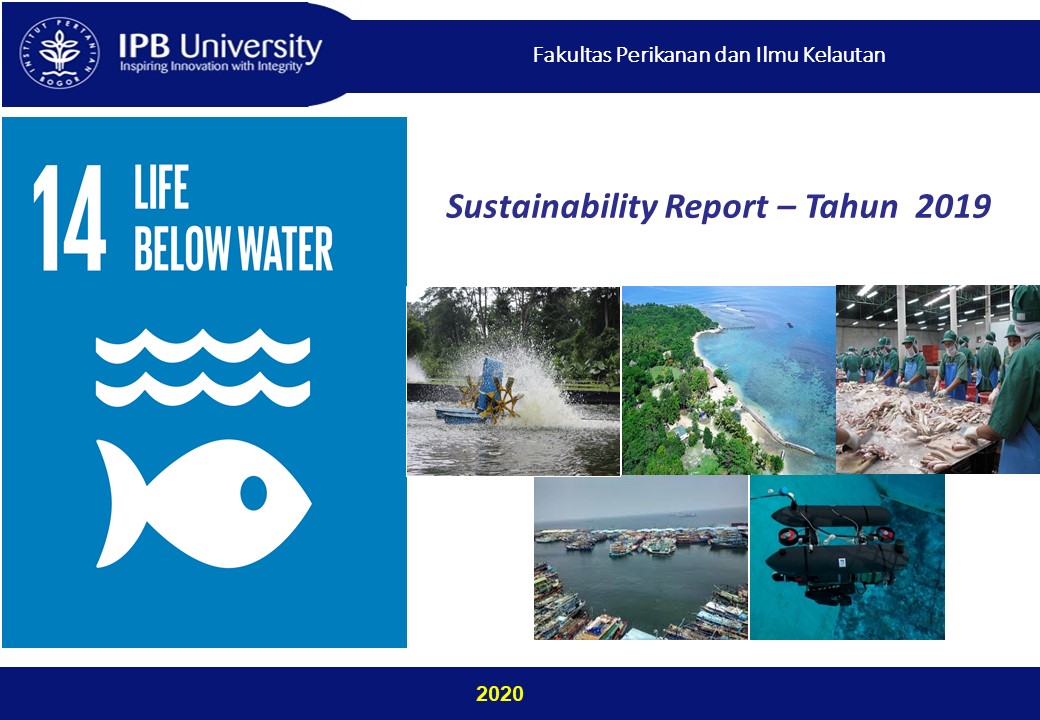 INSTITUT PERTANIAN BOGOR
IPB University
Inspiring Innovation with Integrity
Fakultas Perikanan dan Ilmu Kelautan
14 LIFE
BELOW WATER
Sustainability Report – Tahun 2019
2020